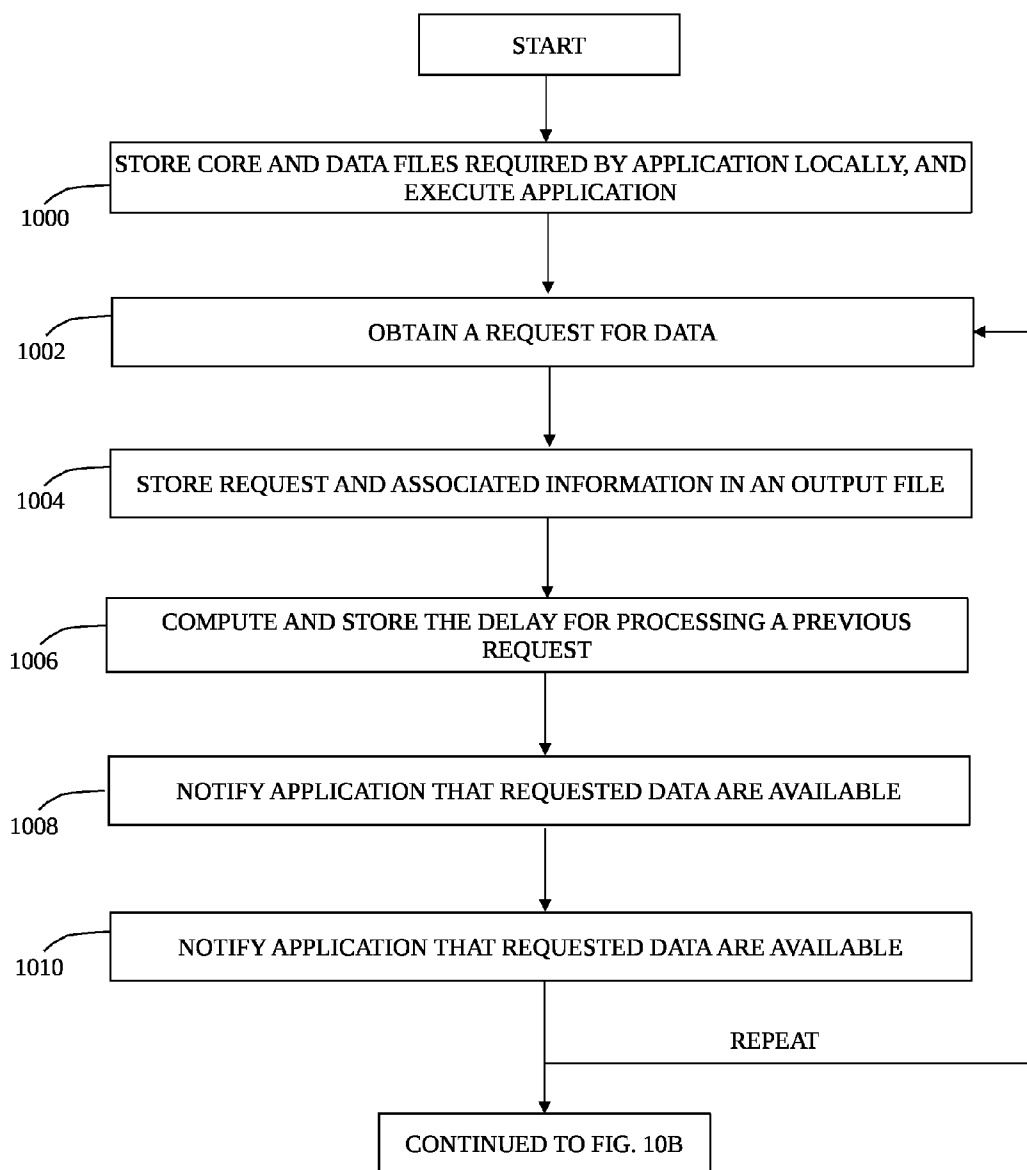 START
STORE CORE AND DATA FILES REQUIRED BY APPLICATION LOCALLY, AND
EXECUTE APPLICATION
1000
OBTAIN A REQUEST FOR DATA
1002
STORE REQUEST AND ASSOCIATED INFORMATION IN AN OUTPUT FILE
1004
COMPUTE AND STORE THE DELAY FOR PROCESSING A PREVIOUS
REQUEST
1006
NOTIFY APPLICATION THAT REQUESTED DATA ARE AVAILABLE
1008
NOTIFY APPLICATION THAT REQUESTED DATA ARE AVAILABLE
1010
REPEAT
CONTINUED TO FIG. 10B